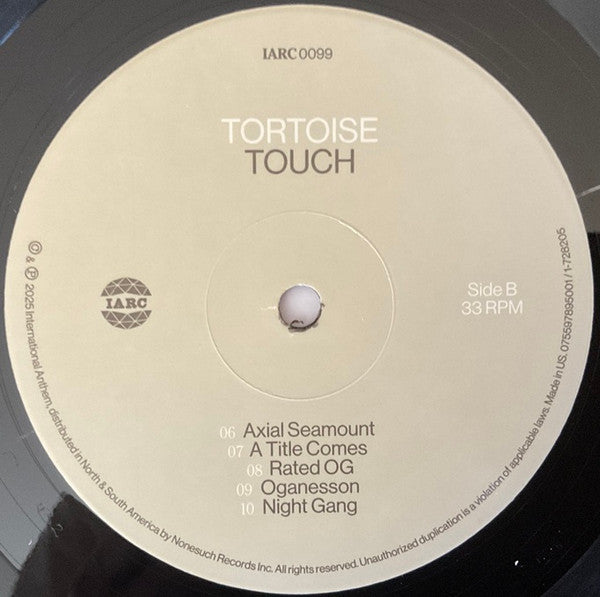 IARC0099
TORTOISE
TOUCH
IARC
Side B
33 RPM
06 Axial Seamount
07 A Title Comes
08 Rated OG
09 Oganesson
10 Night Gang
© & ℗ 2025 International Anthem, distributed in North & South America by Nonesuch Records Inc. All rights reserved. Unauthorized duplication is a violation of applicable laws. Made in US. 075597895001 / 1-728205